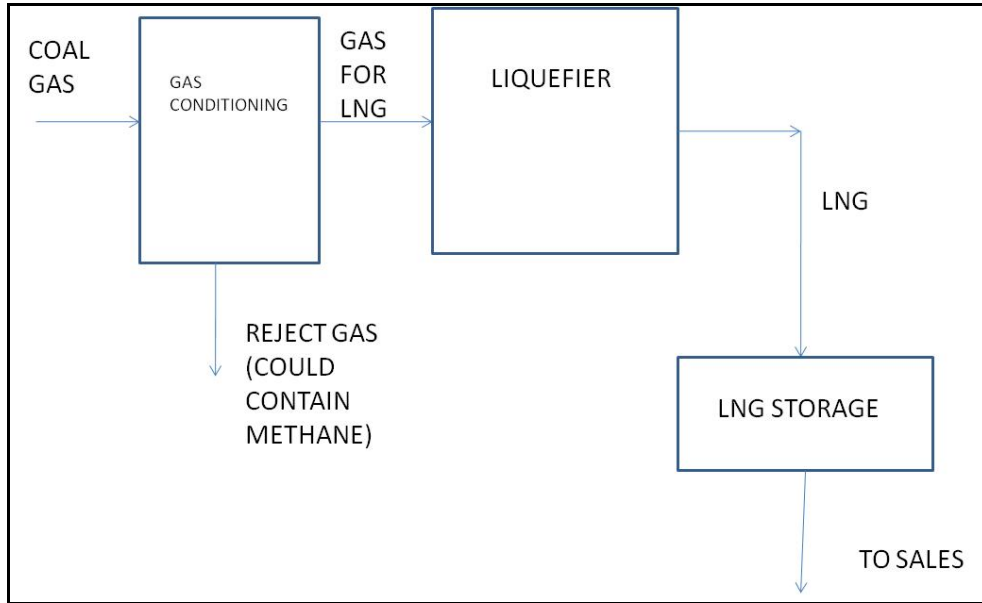 COAL
GAS
GAS
CONDITIONING
GAS
FOR
LNG
LIQUEFIER
LNG
REJECT GAS
(COULD
CONTAIN
METHANE)
LNG STORAGE
TO SALES